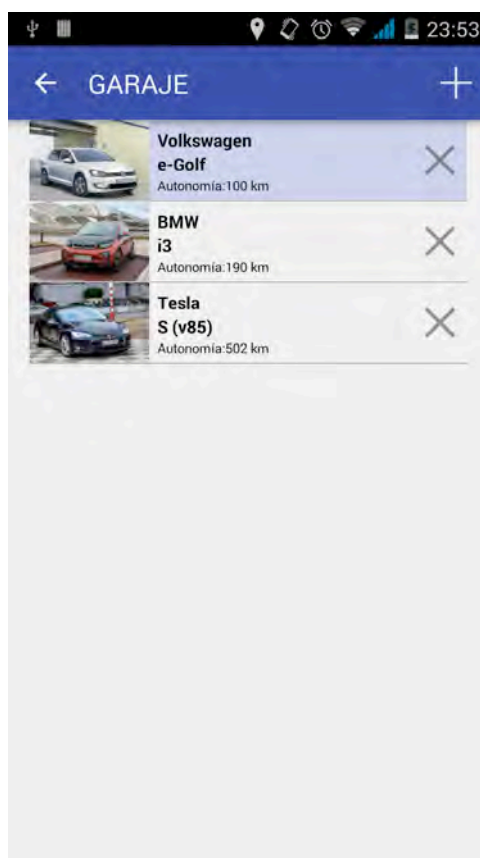 23:53
GARAJE
Volkswagen
e-Golf
Autonomía:100 km
BMW
i3
Autonomía:190 km
Tesla
S (v85)
Autonomía:502 km